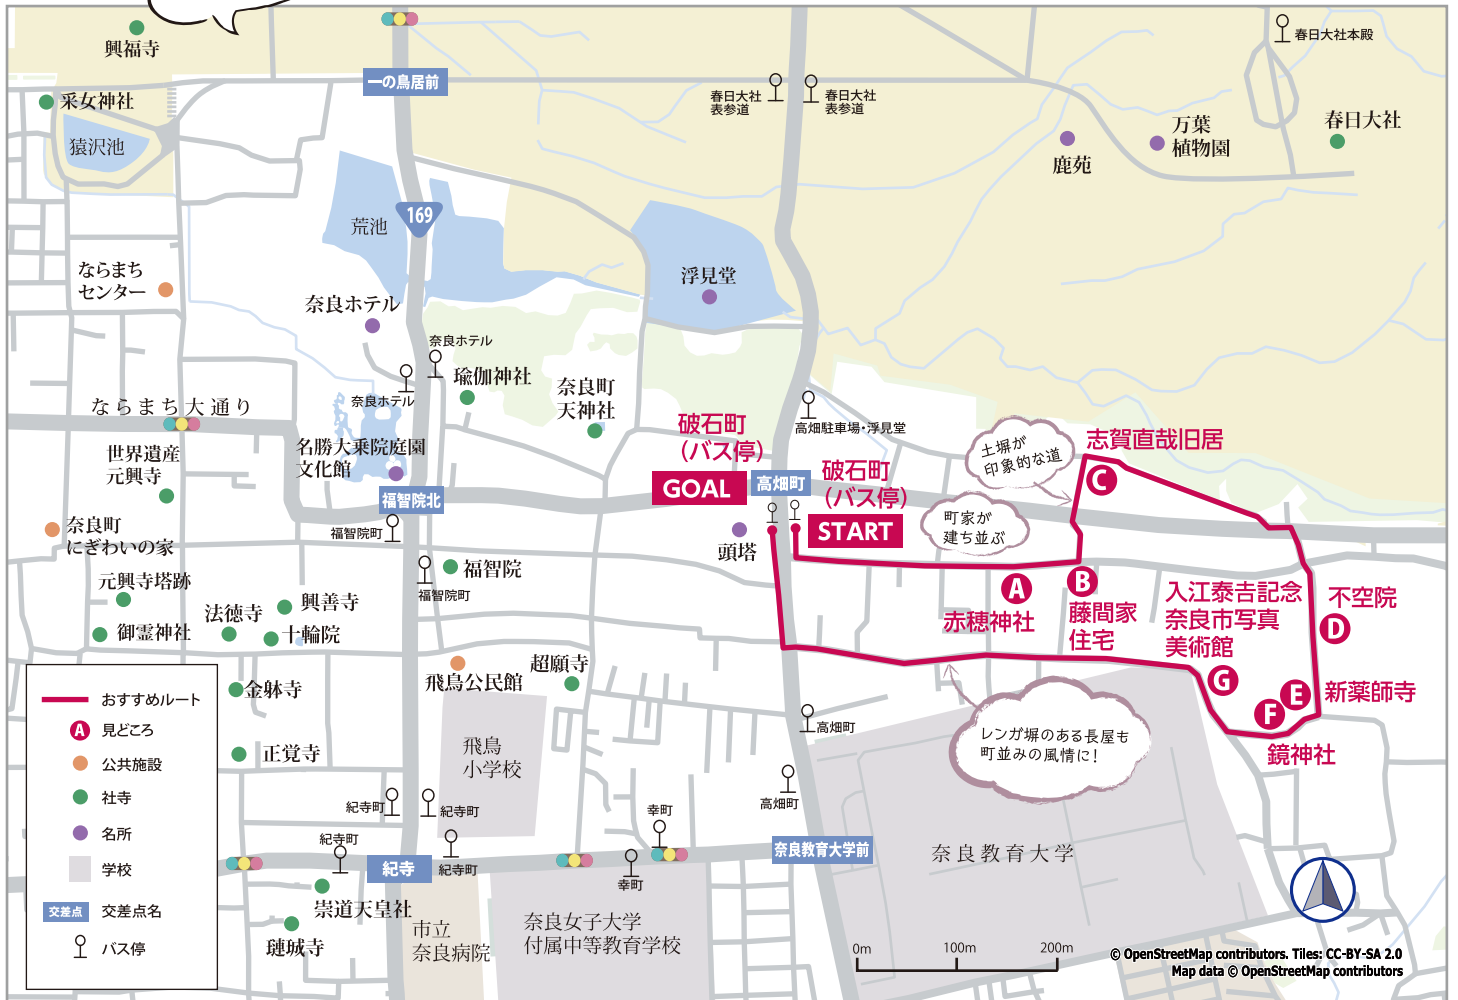 興福寺
一の鳥居前
春日大社
表参道
春日大社
表参道
春日大社本殿
采女神社
猿沢池
万葉
植物園
春日大社
鹿苑
荒池
169
ならまち
センター
浮見堂
奈良ホテル
奈良ホテル
奈良ホテル
瑜伽神社
奈良町
天神社
ならまち大通り
破石町
(バス停)
高畑駐車場・浮見堂
土塀が
印象的な道
志賀直哉旧居
C
世界遺産
元興寺
名勝大乗院庭園
文化館
福智院北
GOAL
高畑町
破石町
(バス停)
START
町家が
建ち並ぶ
奈良町
にぎわいの家
福智院町
頭塔
福智院
福智院町
元興寺塔跡
法徳寺
興善寺
御霊神社
十輪院
A
赤穂神社
B
藤間家
住宅
入江泰𠮷記念
奈良市写真
美術館
不空院
D
G
E
F
新薬師寺
鏡神社
超願寺
飛鳥公民館
金躰寺
正覚寺
飛鳥
小学校
高畑町
高畑町
レンガ塀のある長屋も
町並みの風情に!
おすすめルート
A
見どころ
公共施設
社寺
名所
学校
交差点
交差点名
バス停
紀寺町
紀寺町
紀寺町
紀寺町
紀寺
幸町
幸町
奈良教育大学前
奈良教育大学
崇道天皇社
璉珹寺
市立
奈良病院
奈良女子大学
付属中等教育学校
0m
100m
200m
© OpenStreetMap contributors. Tiles: CC-BY-SA 2.0
Map data © OpenStreetMap contributors